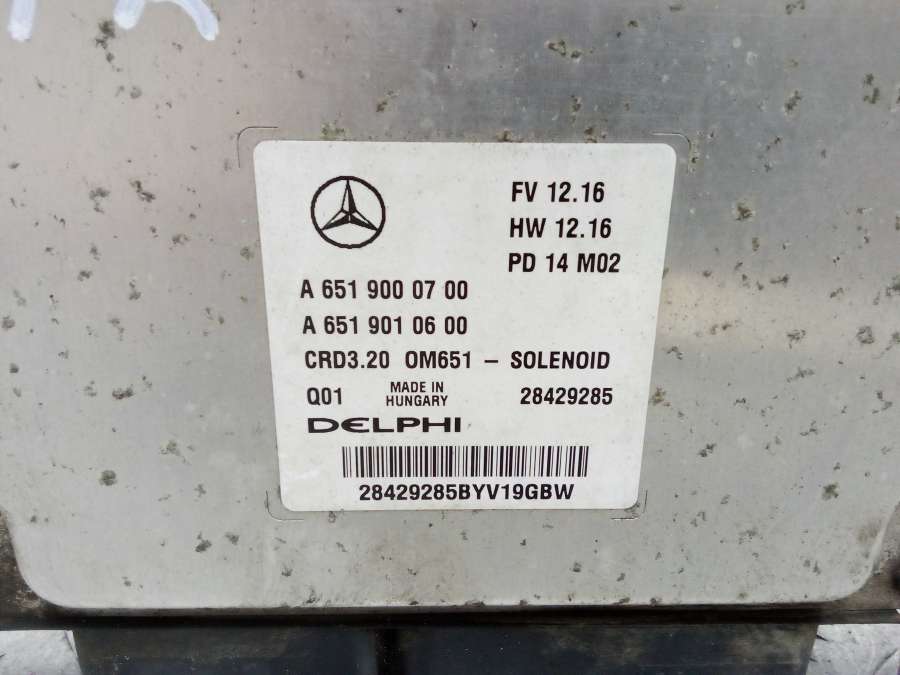 FV 12.16
HW 12.16
PD 14 M02
A 651 900 07 00
A 651 901 06 00
CRD3.20 OM651 – SOLENOID
Q01 MADE IN HUNGARY 28429285
DELPHI
28429285BYV19GBW